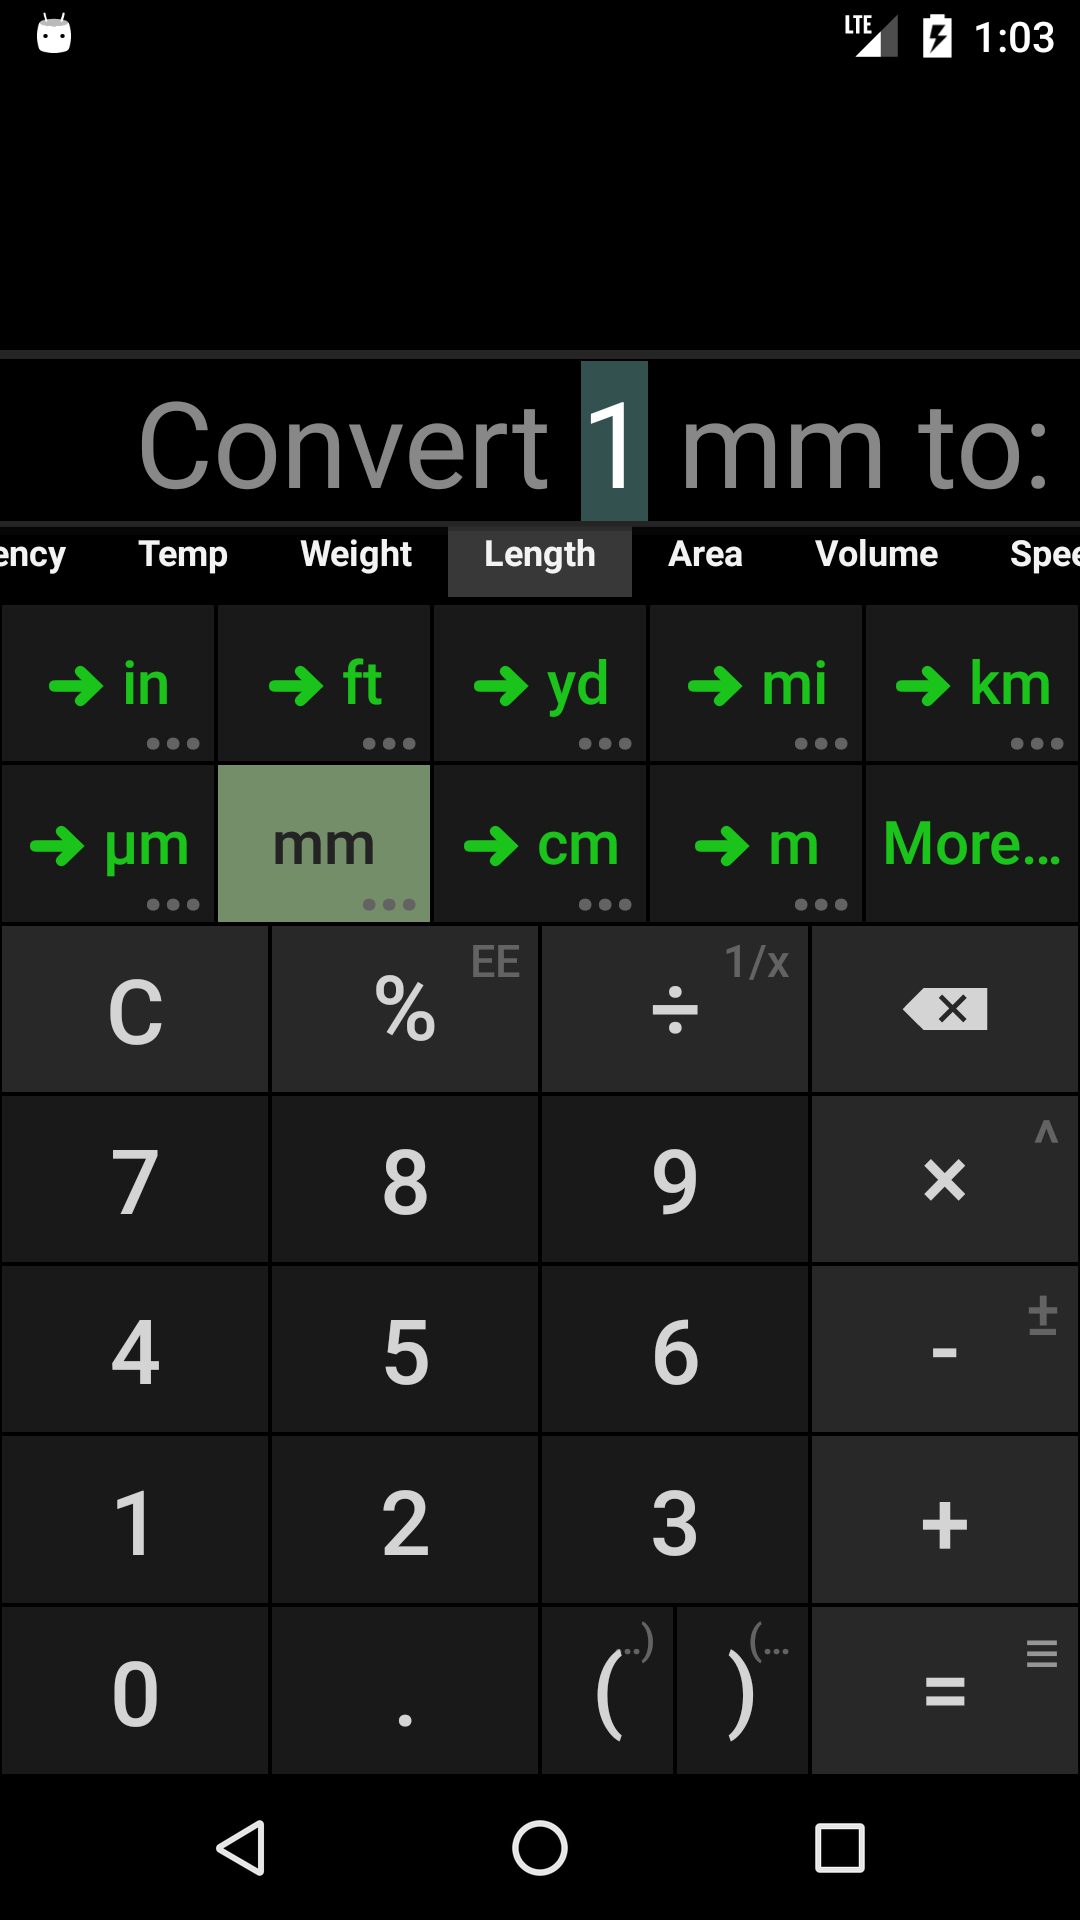 LTE 1:03
Convert 1 mm to:
ency Temp Weight Length Area Volume Spee
in ft yd mi km
µm mm cm m More...
C % EE ÷ 1/x
7 8 9 × ^
4 5 6 - ±
1 2 3 +
0 . ( ..) ) (... =